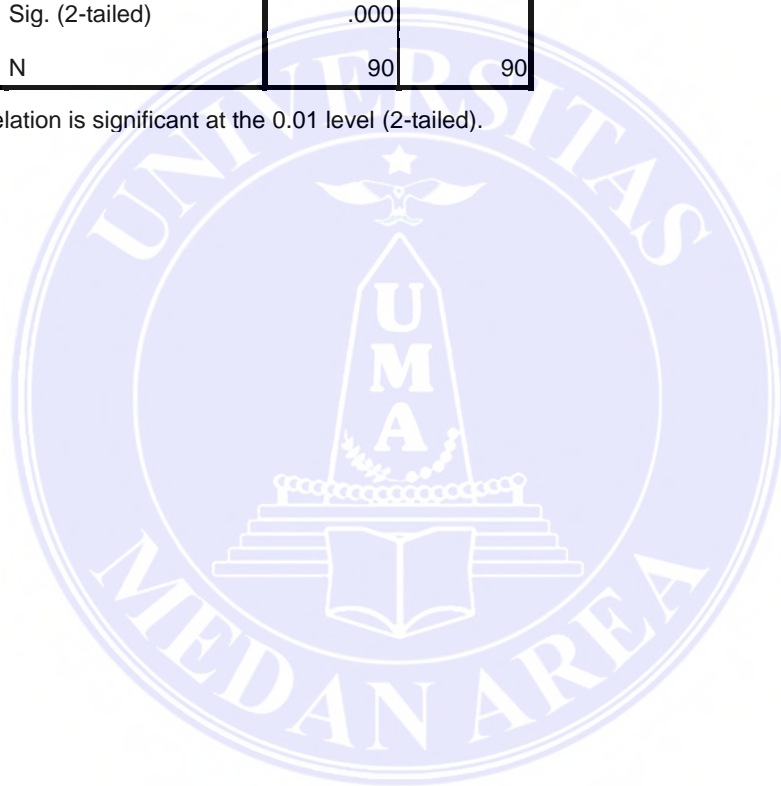 Sig. (2-tailed) .000
N 90 90
elation is significant at the 0.01 level (2-tailed).
UNIVERSITAS
U
M
A
MEDAN AREA